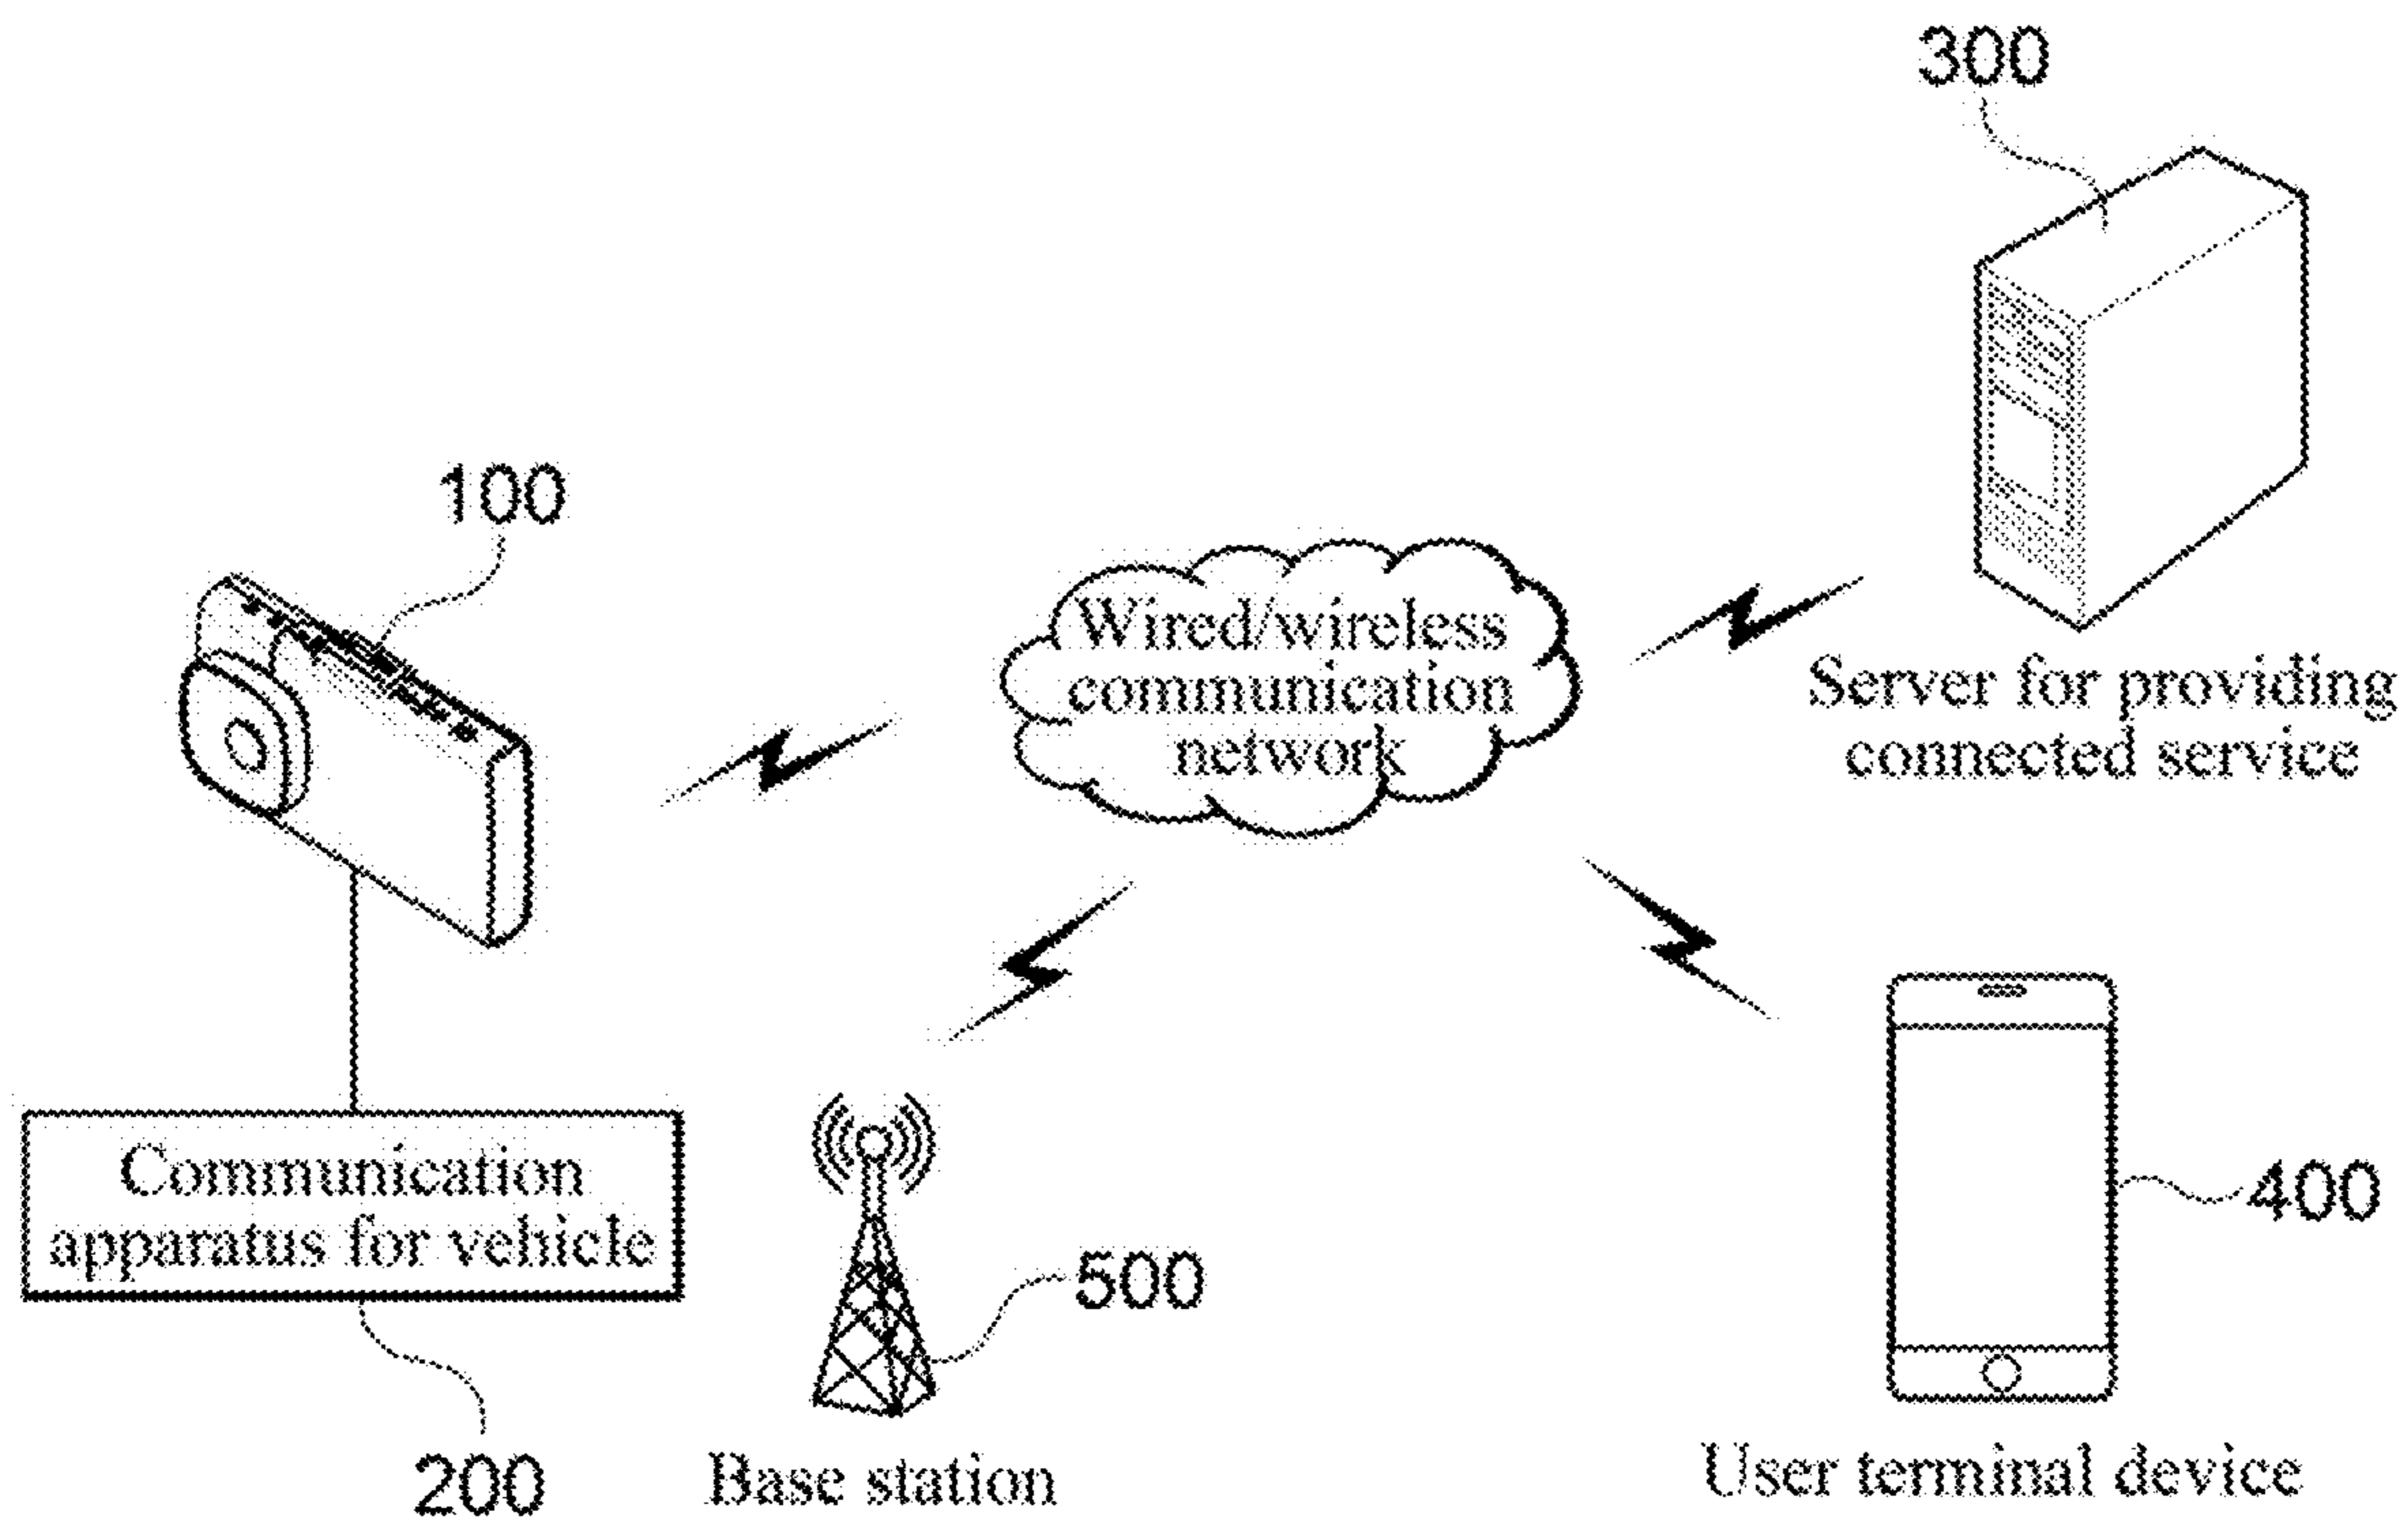 300
100
Wired/wireless
communication
network
Server for providing
connected service
Communication
apparatus for vehicle
400
500
200
Base station
User terminal device